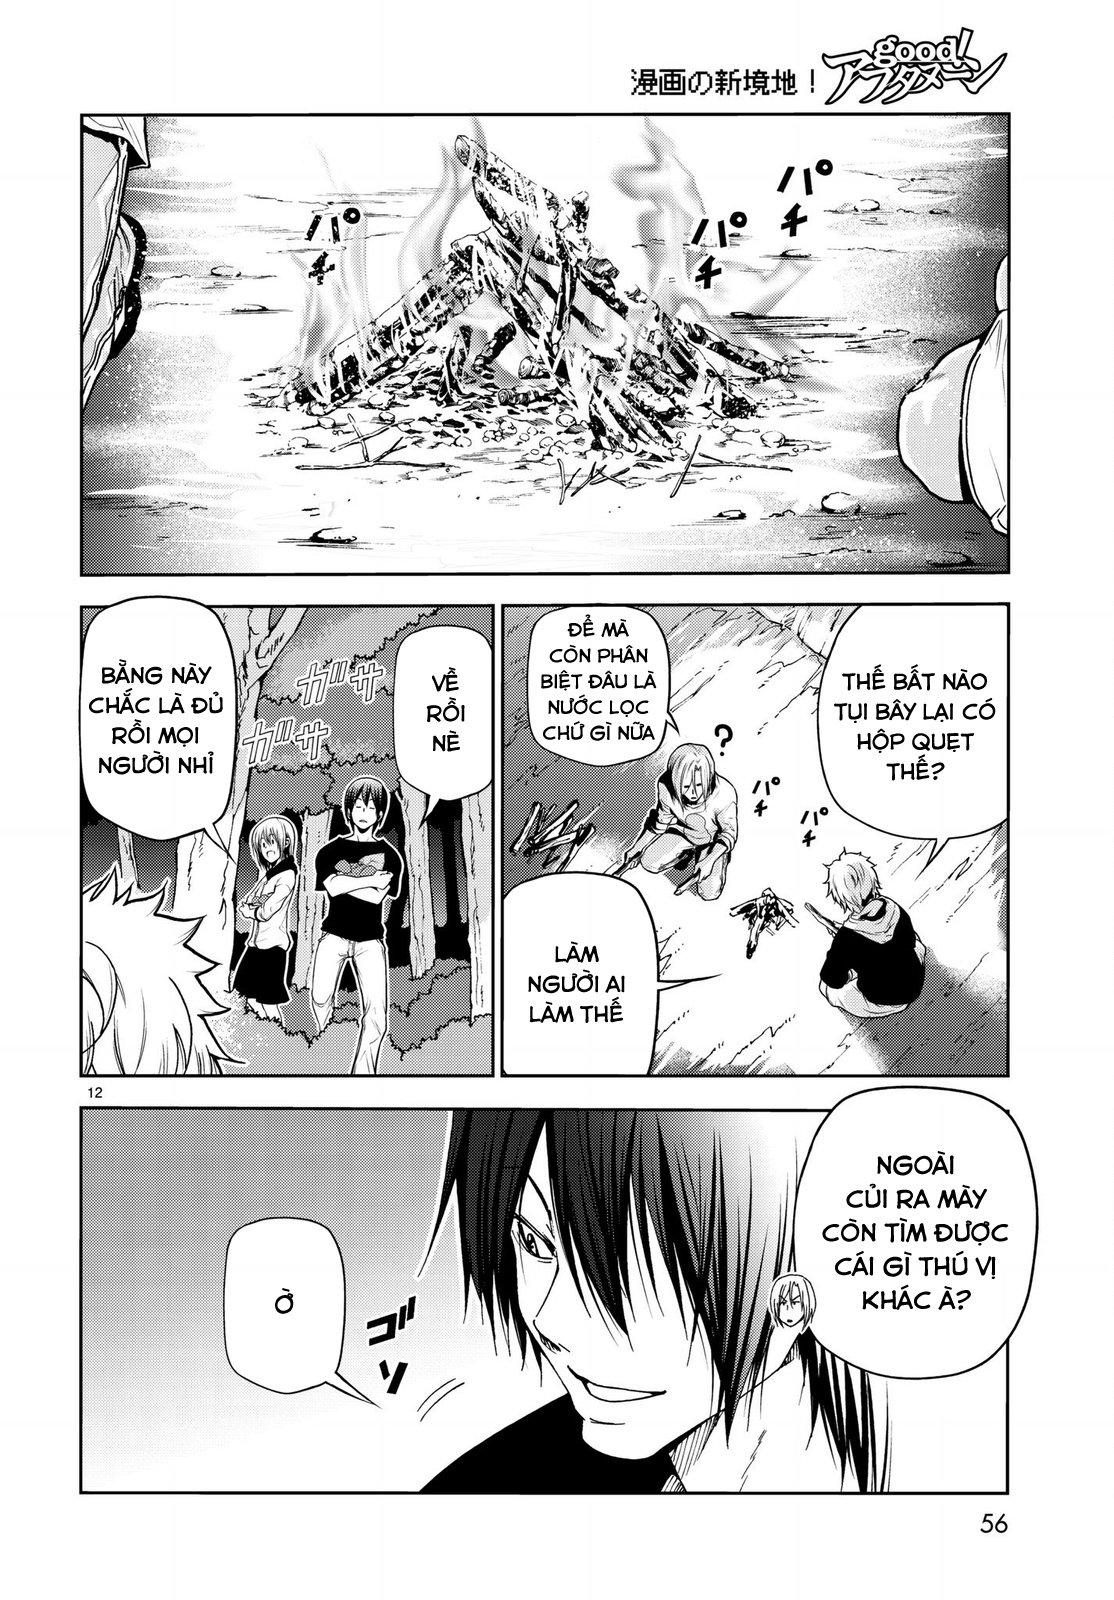 good!
漫画の新境地！
アフタヌーン
パチ
パチ
パチ
THẾ BẤT NÀO
TỤI BÂY LẠI CÓ
HỘP QUẸT
THẾ?
ĐỂ MÀ
CÒN PHÂN
BIỆT ĐÂU LÀ
NƯỚC LỌC
CHỨ GÌ NỮA
?
パチ
パチ
LÀM
NGƯỜI AI
LÀM THẾ
VỀ
RỒI
NÈ
ガサ
ガサ
BẰNG NÀY
CHẮC LÀ ĐỦ
RỒI MỌI
NGƯỜI NHỈ
12
NGOÀI
CỦI RA MÀY
CÒN TÌM ĐƯỢC
CÁI GÌ THÚ VỊ
KHÁC À?
Ờ
ゴソ
56